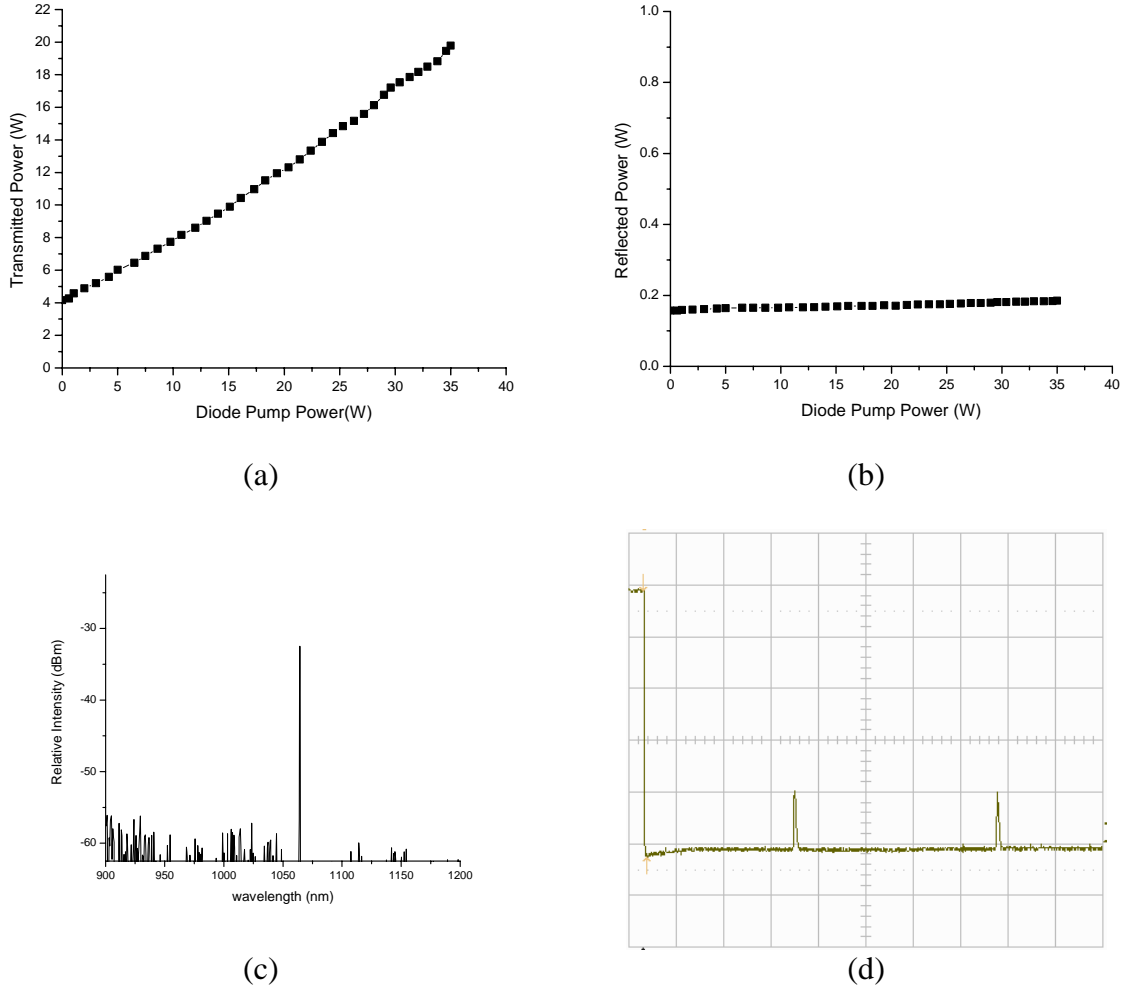 22
20
18
16
14
12
10
8
6
4
2
0
Transmitted Power (W)
0 5 10 15 20 25 30 35 40
Diode Pump Power(W)
(a)
1.0
0.8
0.6
0.4
0.2
0.0
Reflected Power (W)
0 5 10 15 20 25 30 35 40
Diode Pump Power (W)
(b)
-30
-40
-50
-60
Relative Intensity (dBm)
900 950 1000 1050 1100 1150 1200
wavelength (nm)
(c)
(d)